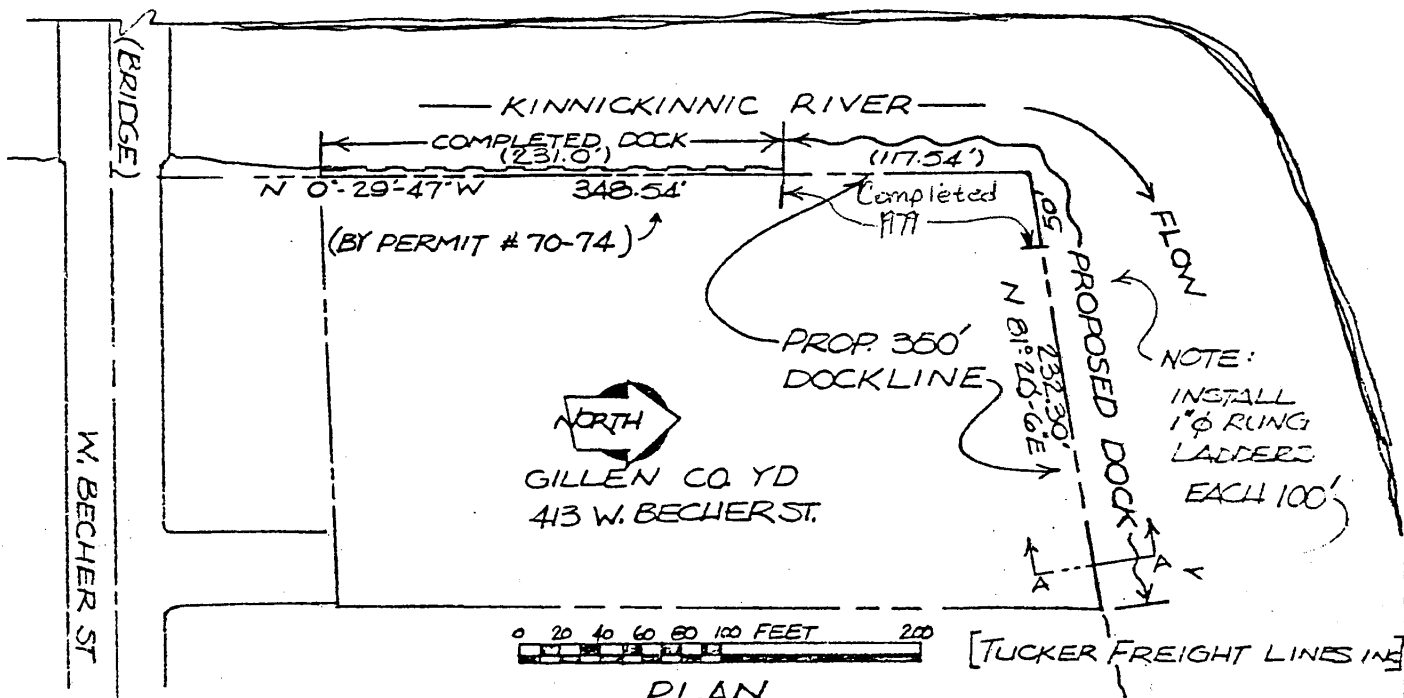 (BRIDGE)
KINNICKINNIC RIVER
COMPLETED DOCK
(231.0')
(117.54')
N 0°-29'-47"W 348.54'
(BY PERMIT # 70-74)
Completed
50'
FLOW
PROPOSED DOCK
N 81°-20'-6"E
232.30'
PROP. 350'
DOCKLINE
NOTE:
INSTALL
1"φ RUNG
LADDERS
EACH 100'
NORTH
GILLEN CO. YD
413 W. BECHER ST.
W. BECHER ST
A
A
0 20 40 60 80 100 FEET 200
[TUCKER FREIGHT LINES INC]
PLAN